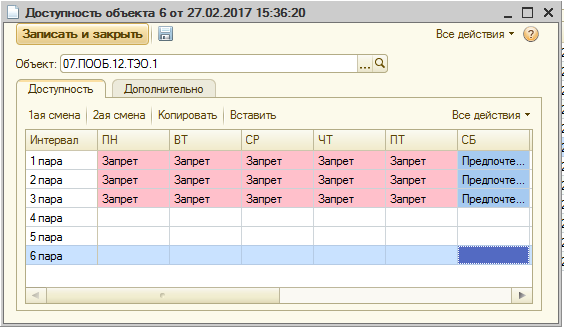 Доступность объекта 6 от 27.02.2017 15:36:20
Записать и закрыть Все действия ?
Объект: 07.ПООБ.12.ТЭО.1 ...
Доступность Дополнительно
1ая смена 2ая смена Копировать Вставить Все действия
Интервал ПН ВТ СР ЧТ ПТ СБ
1 пара Запрет Запрет Запрет Запрет Запрет Предпочте...
2 пара Запрет Запрет Запрет Запрет Запрет Предпочте...
3 пара Запрет Запрет Запрет Запрет Запрет Предпочте...
4 пара
5 пара
6 пара